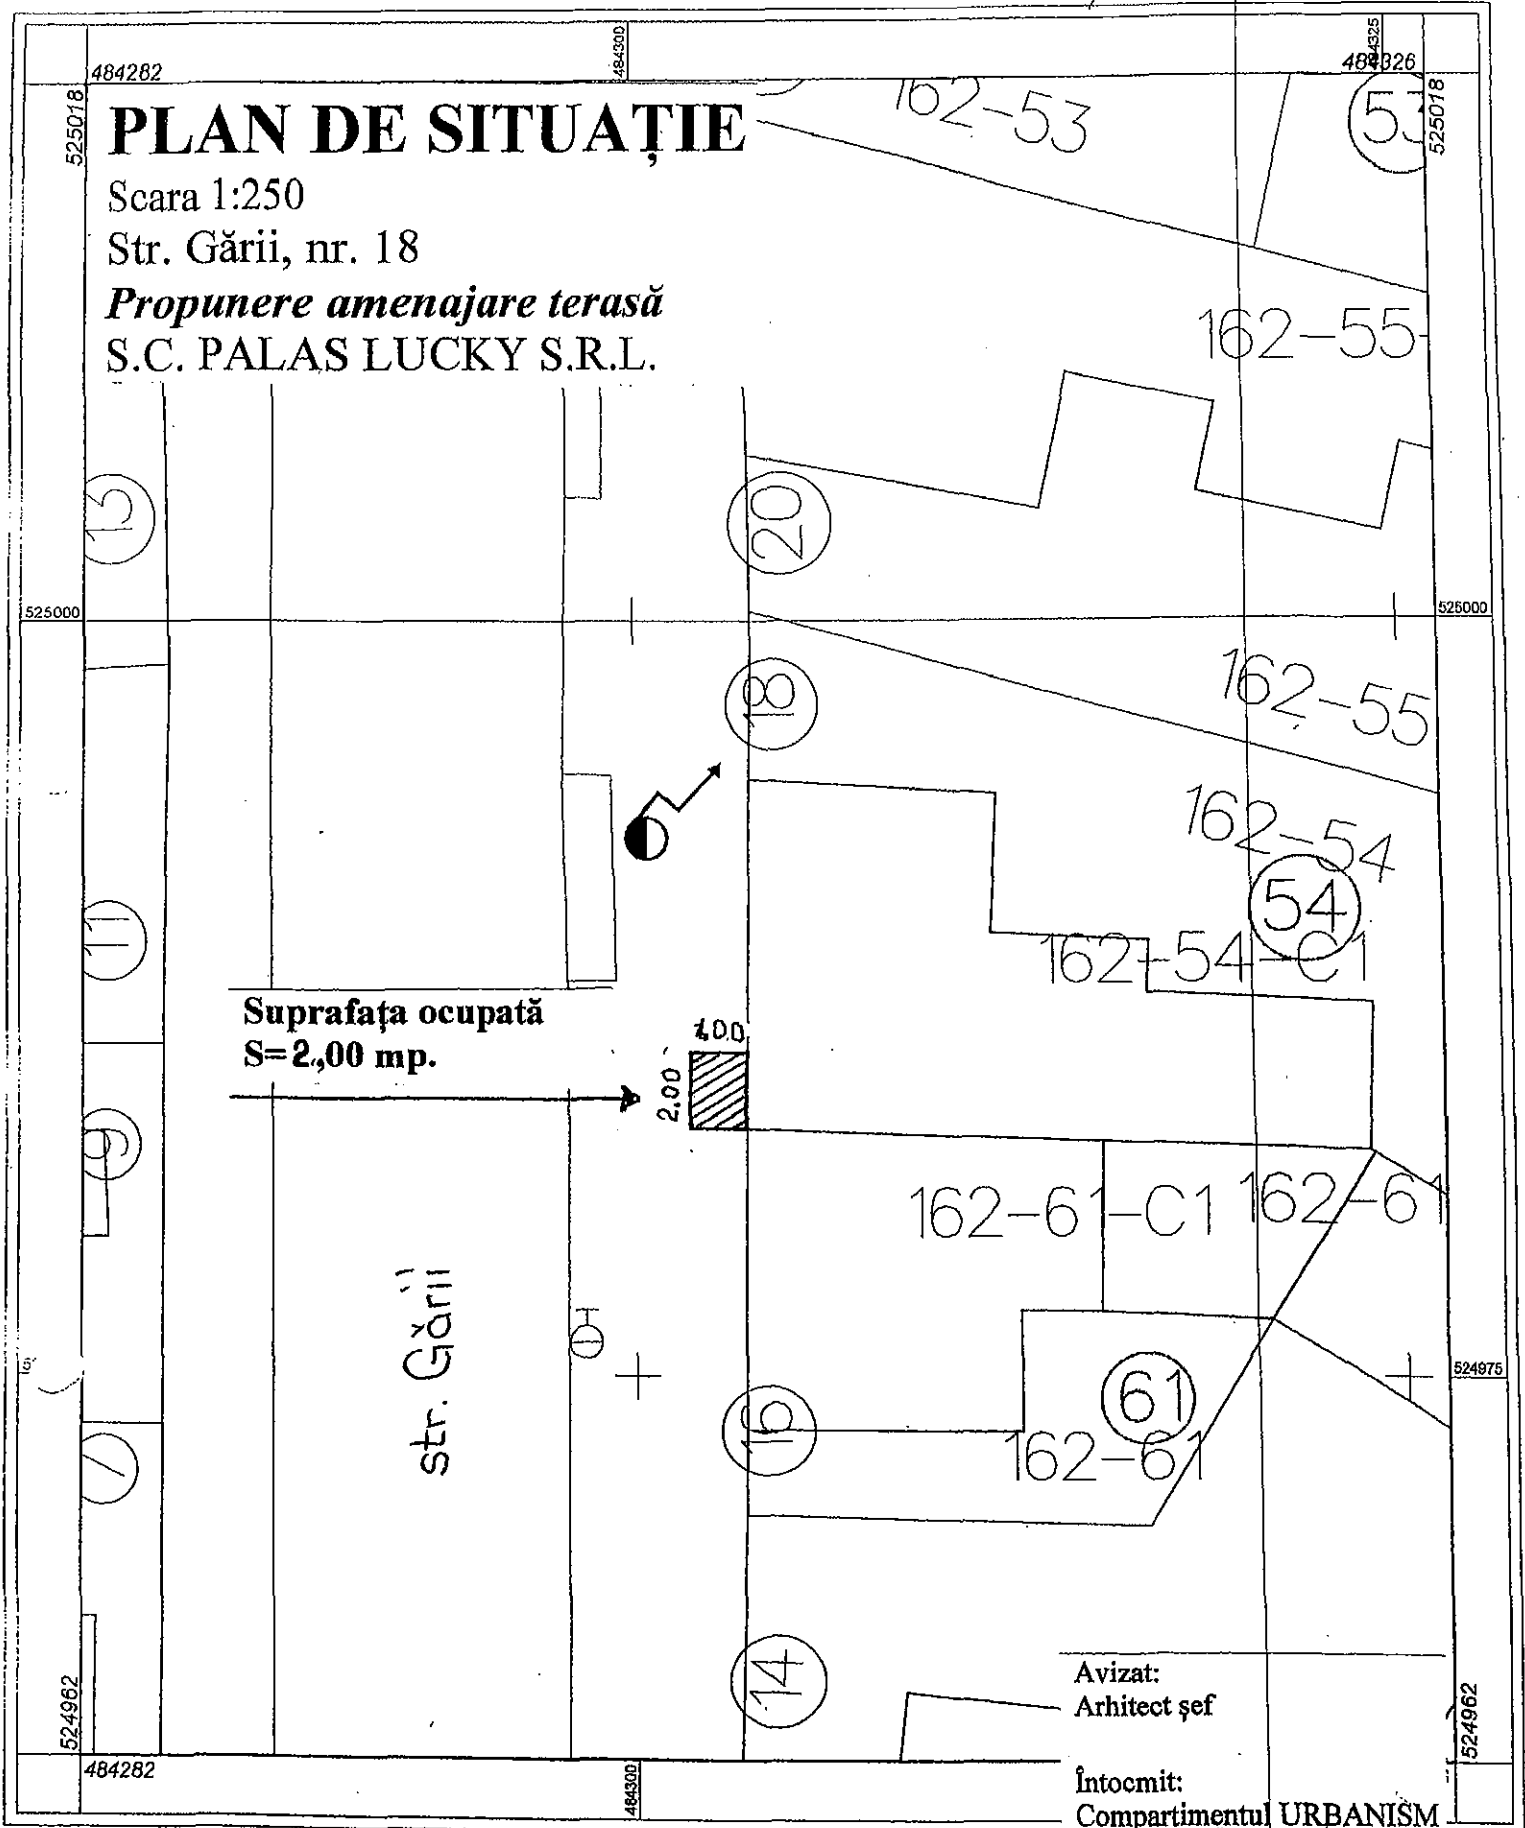 484282
484300
484325
484326
525018
525018
PLAN DE SITUAȚIE
Scara 1:250
Str. Gării, nr. 18
Propunere amenajare terasă
S.C. PALAS LUCKY S.R.L.
162-53
53
162-55
15
20
525000
525000
18
162-55
162-54
54
162-54-C1
11
Suprafața ocupată
S=2.,00 mp.
1.00
2.00
9
162-61-C1
162-61
str. Gării
524975
61
16
162-61
7
14
Avizat:
Arhitect șef
524962
524962
484282
484300
Întocmit:
Compartimentul URBANISM